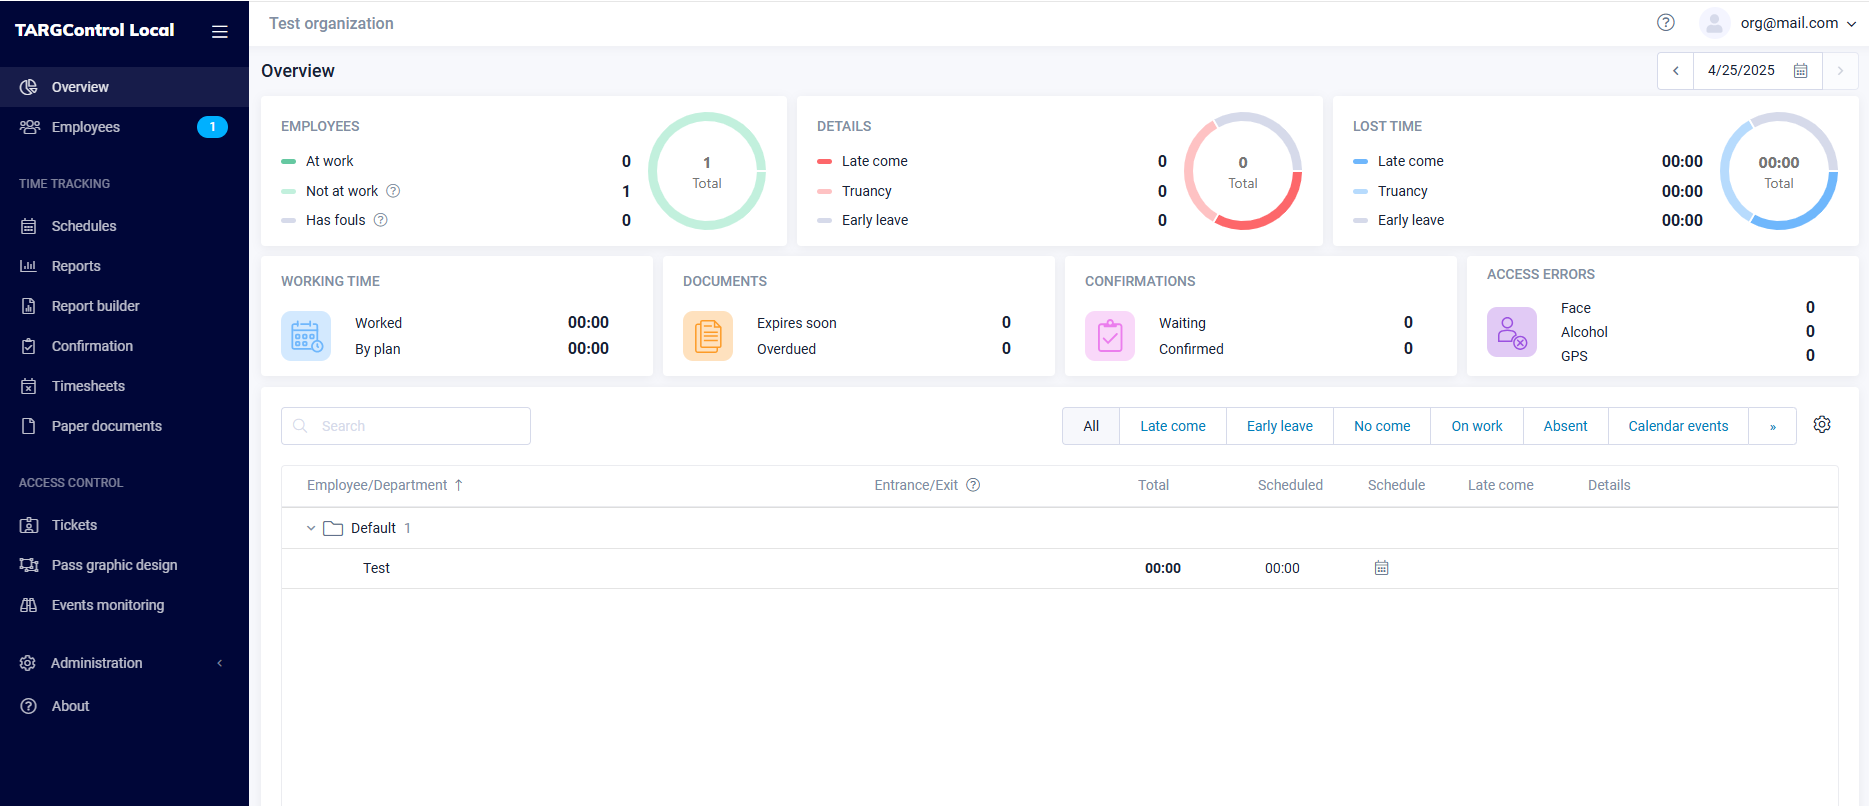 TARGControl Local
Test organization
org@mail.com
Overview
Employees 1
TIME TRACKING
Schedules
Reports
Report builder
Confirmation
Timesheets
Paper documents
ACCESS CONTROL
Tickets
Pass graphic design
Events monitoring
Administration
About
Overview
4/25/2025
EMPLOYEES
At work 0
Not at work 1
Has fouls 0
1
Total
DETAILS
Late come 0
Truancy 0
Early leave 0
0
Total
LOST TIME
Late come 00:00
Truancy 00:00
Early leave 00:00
00:00
Total
WORKING TIME
Worked 00:00
By plan 00:00
DOCUMENTS
Expires soon 0
Overdued 0
CONFIRMATIONS
Waiting 0
Confirmed 0
ACCESS ERRORS
Face 0
Alcohol 0
GPS 0
Search
All Late come Early leave No come On work Absent Calendar events »
Employee/Department ↑ Entrance/Exit Total Scheduled Schedule Late come Details
Default 1
Test 00:00 00:00